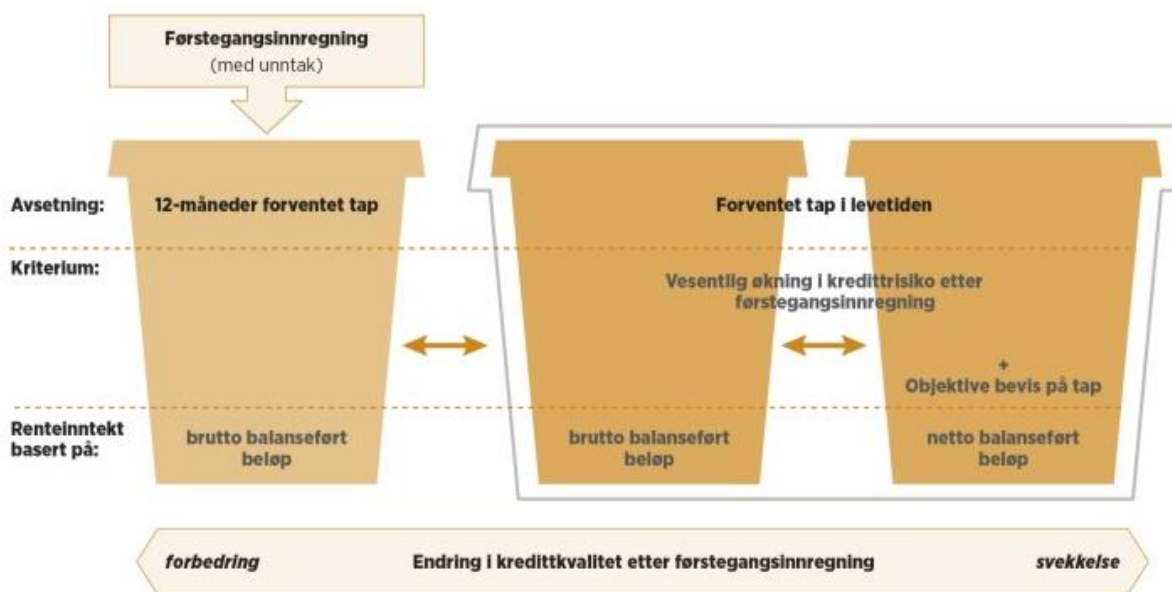 Førstegangsinnregning
(med unntak)
Avsetning:
12-måneder forventet tap
Forventet tap i levetiden
Kriterium:
Vesentlig økning i kredittrisiko etter
førstegangsinnregning
+
Objektive bevis på tap
Renteinntekt
basert på:
brutto balanseført
beløp
brutto balanseført
beløp
netto balanseført
beløp
forbedring
Endring i kredittkvalitet etter førstegangsinnregning
svekkelse